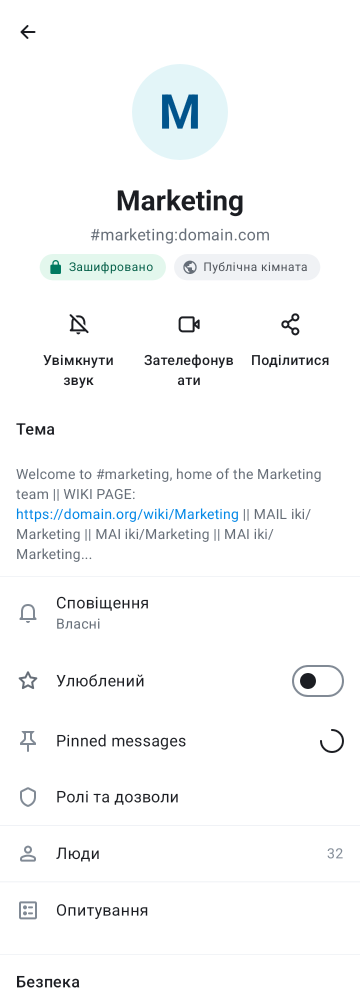 M
Marketing
#marketing:domain.com
Зашифровано
Публічна кімната
Увімкнути
звук
Зателефонув
ати
Поділитися
Тема
Welcome to #marketing, home of the Marketing
team || WIKI PAGE:
https://domain.org/wiki/Marketing || MAIL iki/
Marketing || MAI iki/Marketing || MAI iki/
Marketing...
Сповіщення
Власні
Улюблений
Pinned messages
Ролі та дозволи
Люди
32
Опитування
Безпека